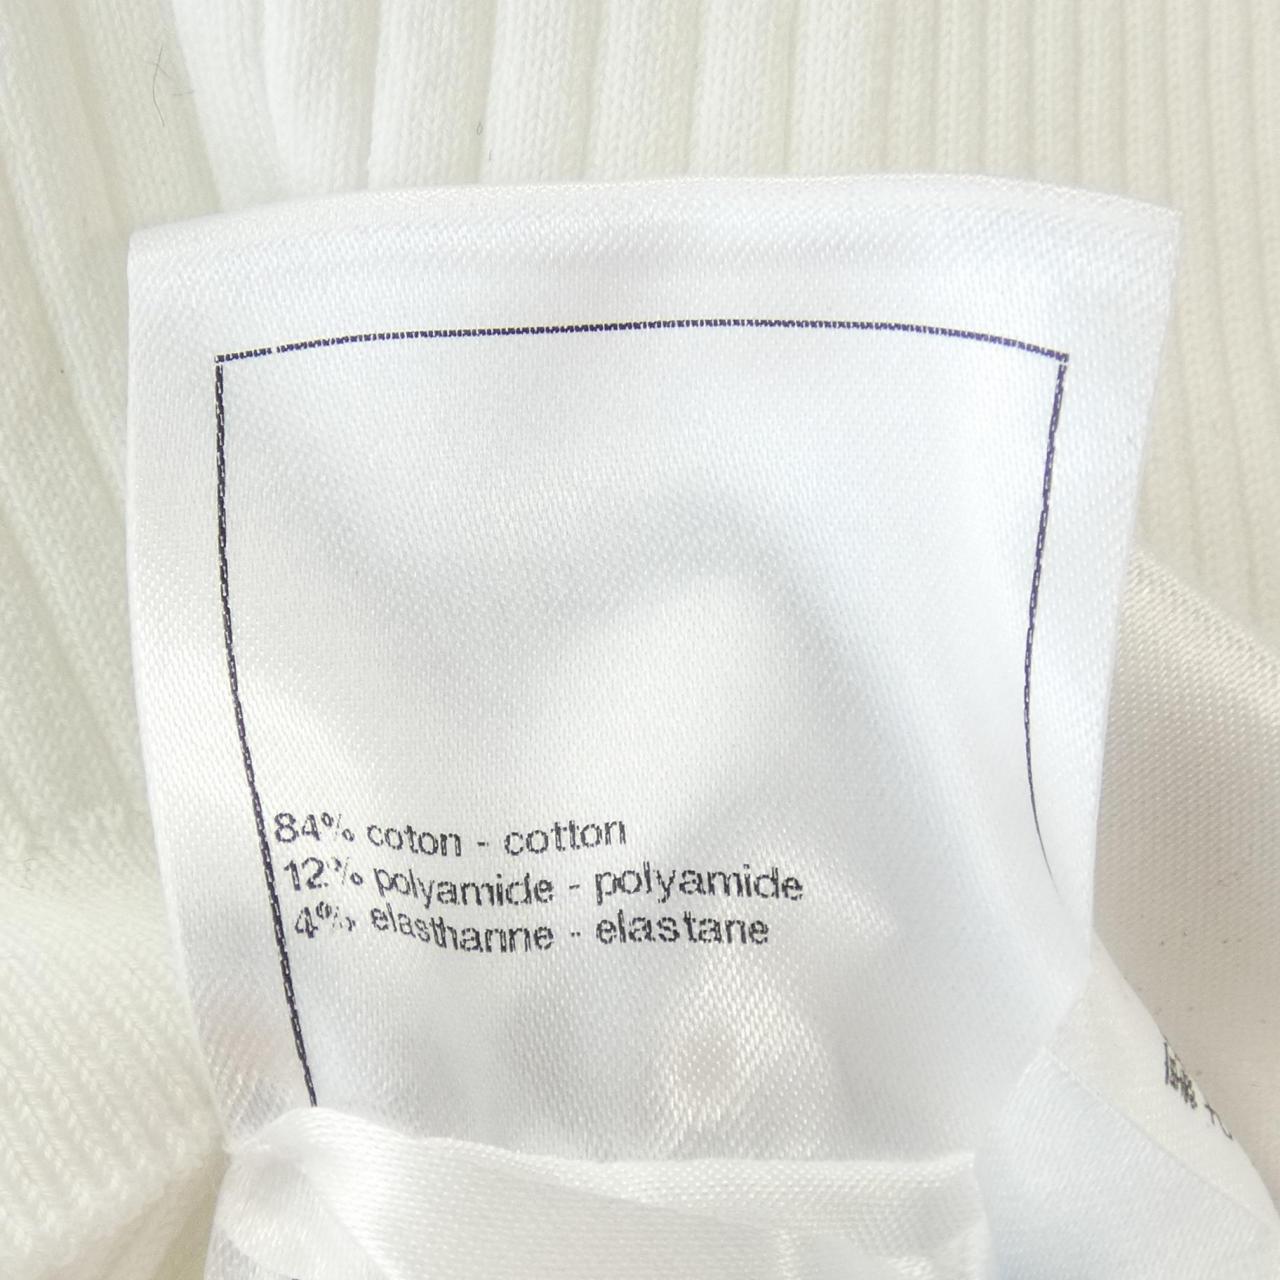 84% coton - cotton
12% polyamide - polyamide
4% elasthanne - elastane